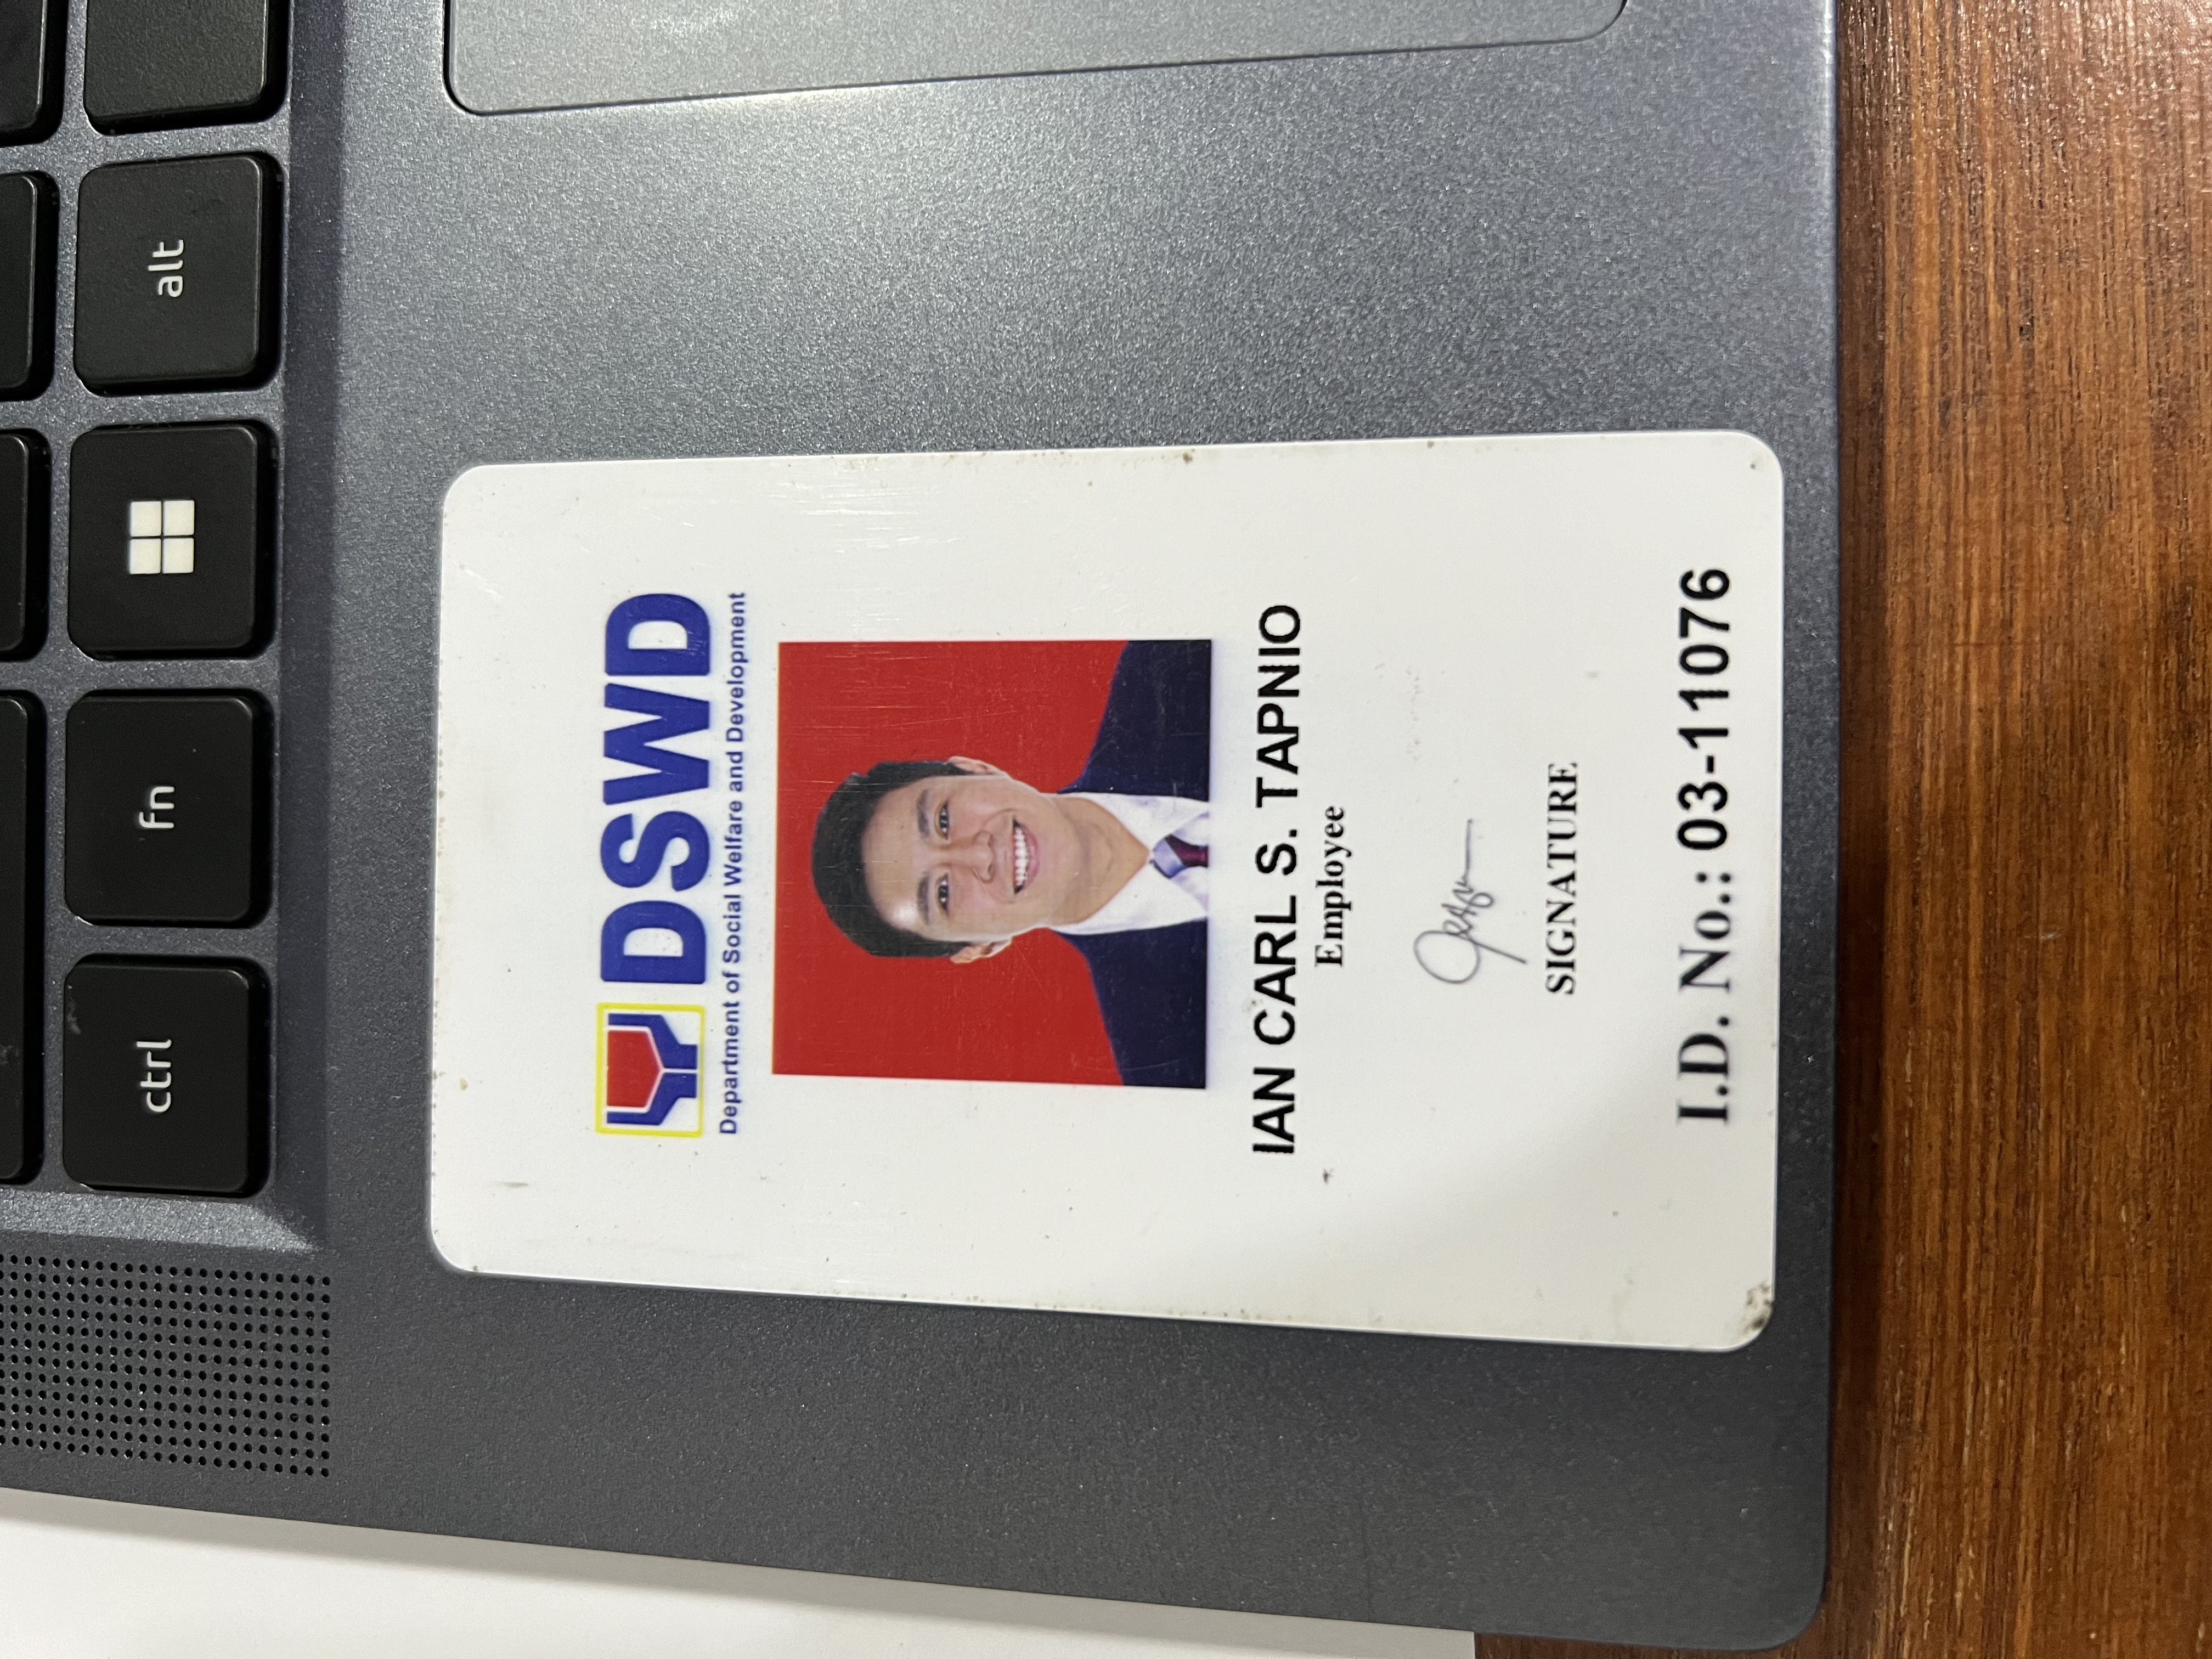 ctrl fn alt
DSWD
Department of Social Welfare and Development
IAN CARL S. TAPNIO
Employee
SIGNATURE
I.D. No.: 03-11076